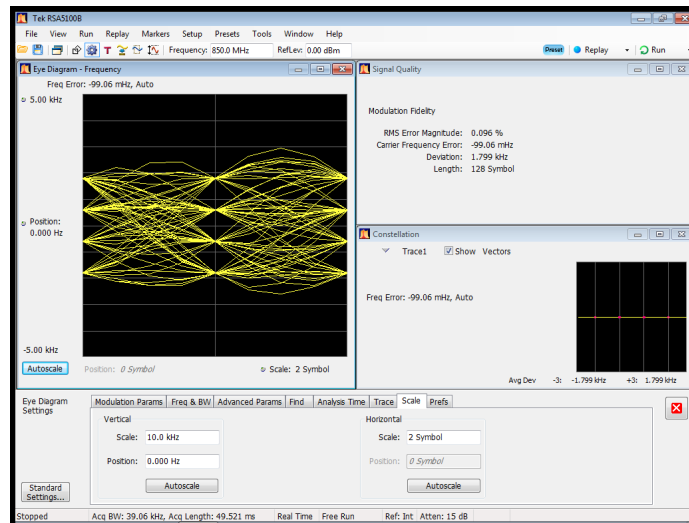 Tek RSA5100B
File View Run Replay Markers Setup Presets Tools Window Help
T Frequency: 850.0 MHz RefLev: 0.00 dBm Preset Replay Run
Eye Diagram - Frequency
Freq Error: -99.06 mHz, Auto
5.00 kHz
Position:
0.000 Hz
-5.00 kHz
Autoscale Position: 0 Symbol Scale: 2 Symbol
Signal Quality
Modulation Fidelity
RMS Error Magnitude: 0.096 %
Carrier Frequency Error: -99.06 mHz
Deviation: 1.799 kHz
Length: 128 Symbol
Constellation
Trace1 Show Vectors
Freq Error: -99.06 mHz, Auto
Avg Dev -3: -1.799 kHz +3: 1.799 kHz
Eye Diagram
Settings
Modulation Params Freq & BW Advanced Params Find Analysis Time Trace Scale Prefs
Vertical Horizontal
Scale: 10.0 kHz Scale: 2 Symbol
Position: 0.000 Hz Position: 0 Symbol
Autoscale Autoscale
Standard
Settings...
Stopped Acq BW: 39.06 kHz, Acq Length: 49.521 ms Real Time Free Run Ref: Int Atten: 15 dB